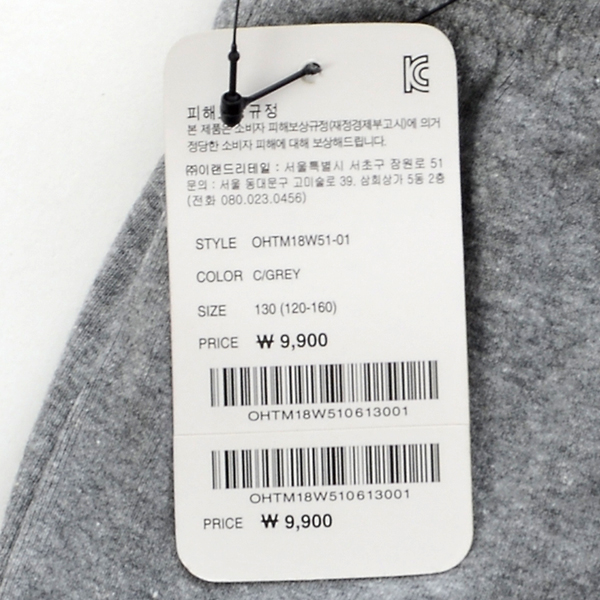 KC
피해 규정
본 제품은 소비자 피해보상규정(재정경제부고시)에 의거
정당한 소비자 피해에 대해 보상해드립니다.
㈜이랜드리테일 : 서울특별시 서초구 잠원로 51
문의 : 서울 동대문구 고미술로 39, 삼희상가 5동 2층
(전화 080.023.0456)
STYLE OHTM18W51-01
COLOR C/GREY
SIZE 130 (120-160)
PRICE ₩ 9,900
OHTM18W510613001
OHTM18W510613001
PRICE ₩ 9,900